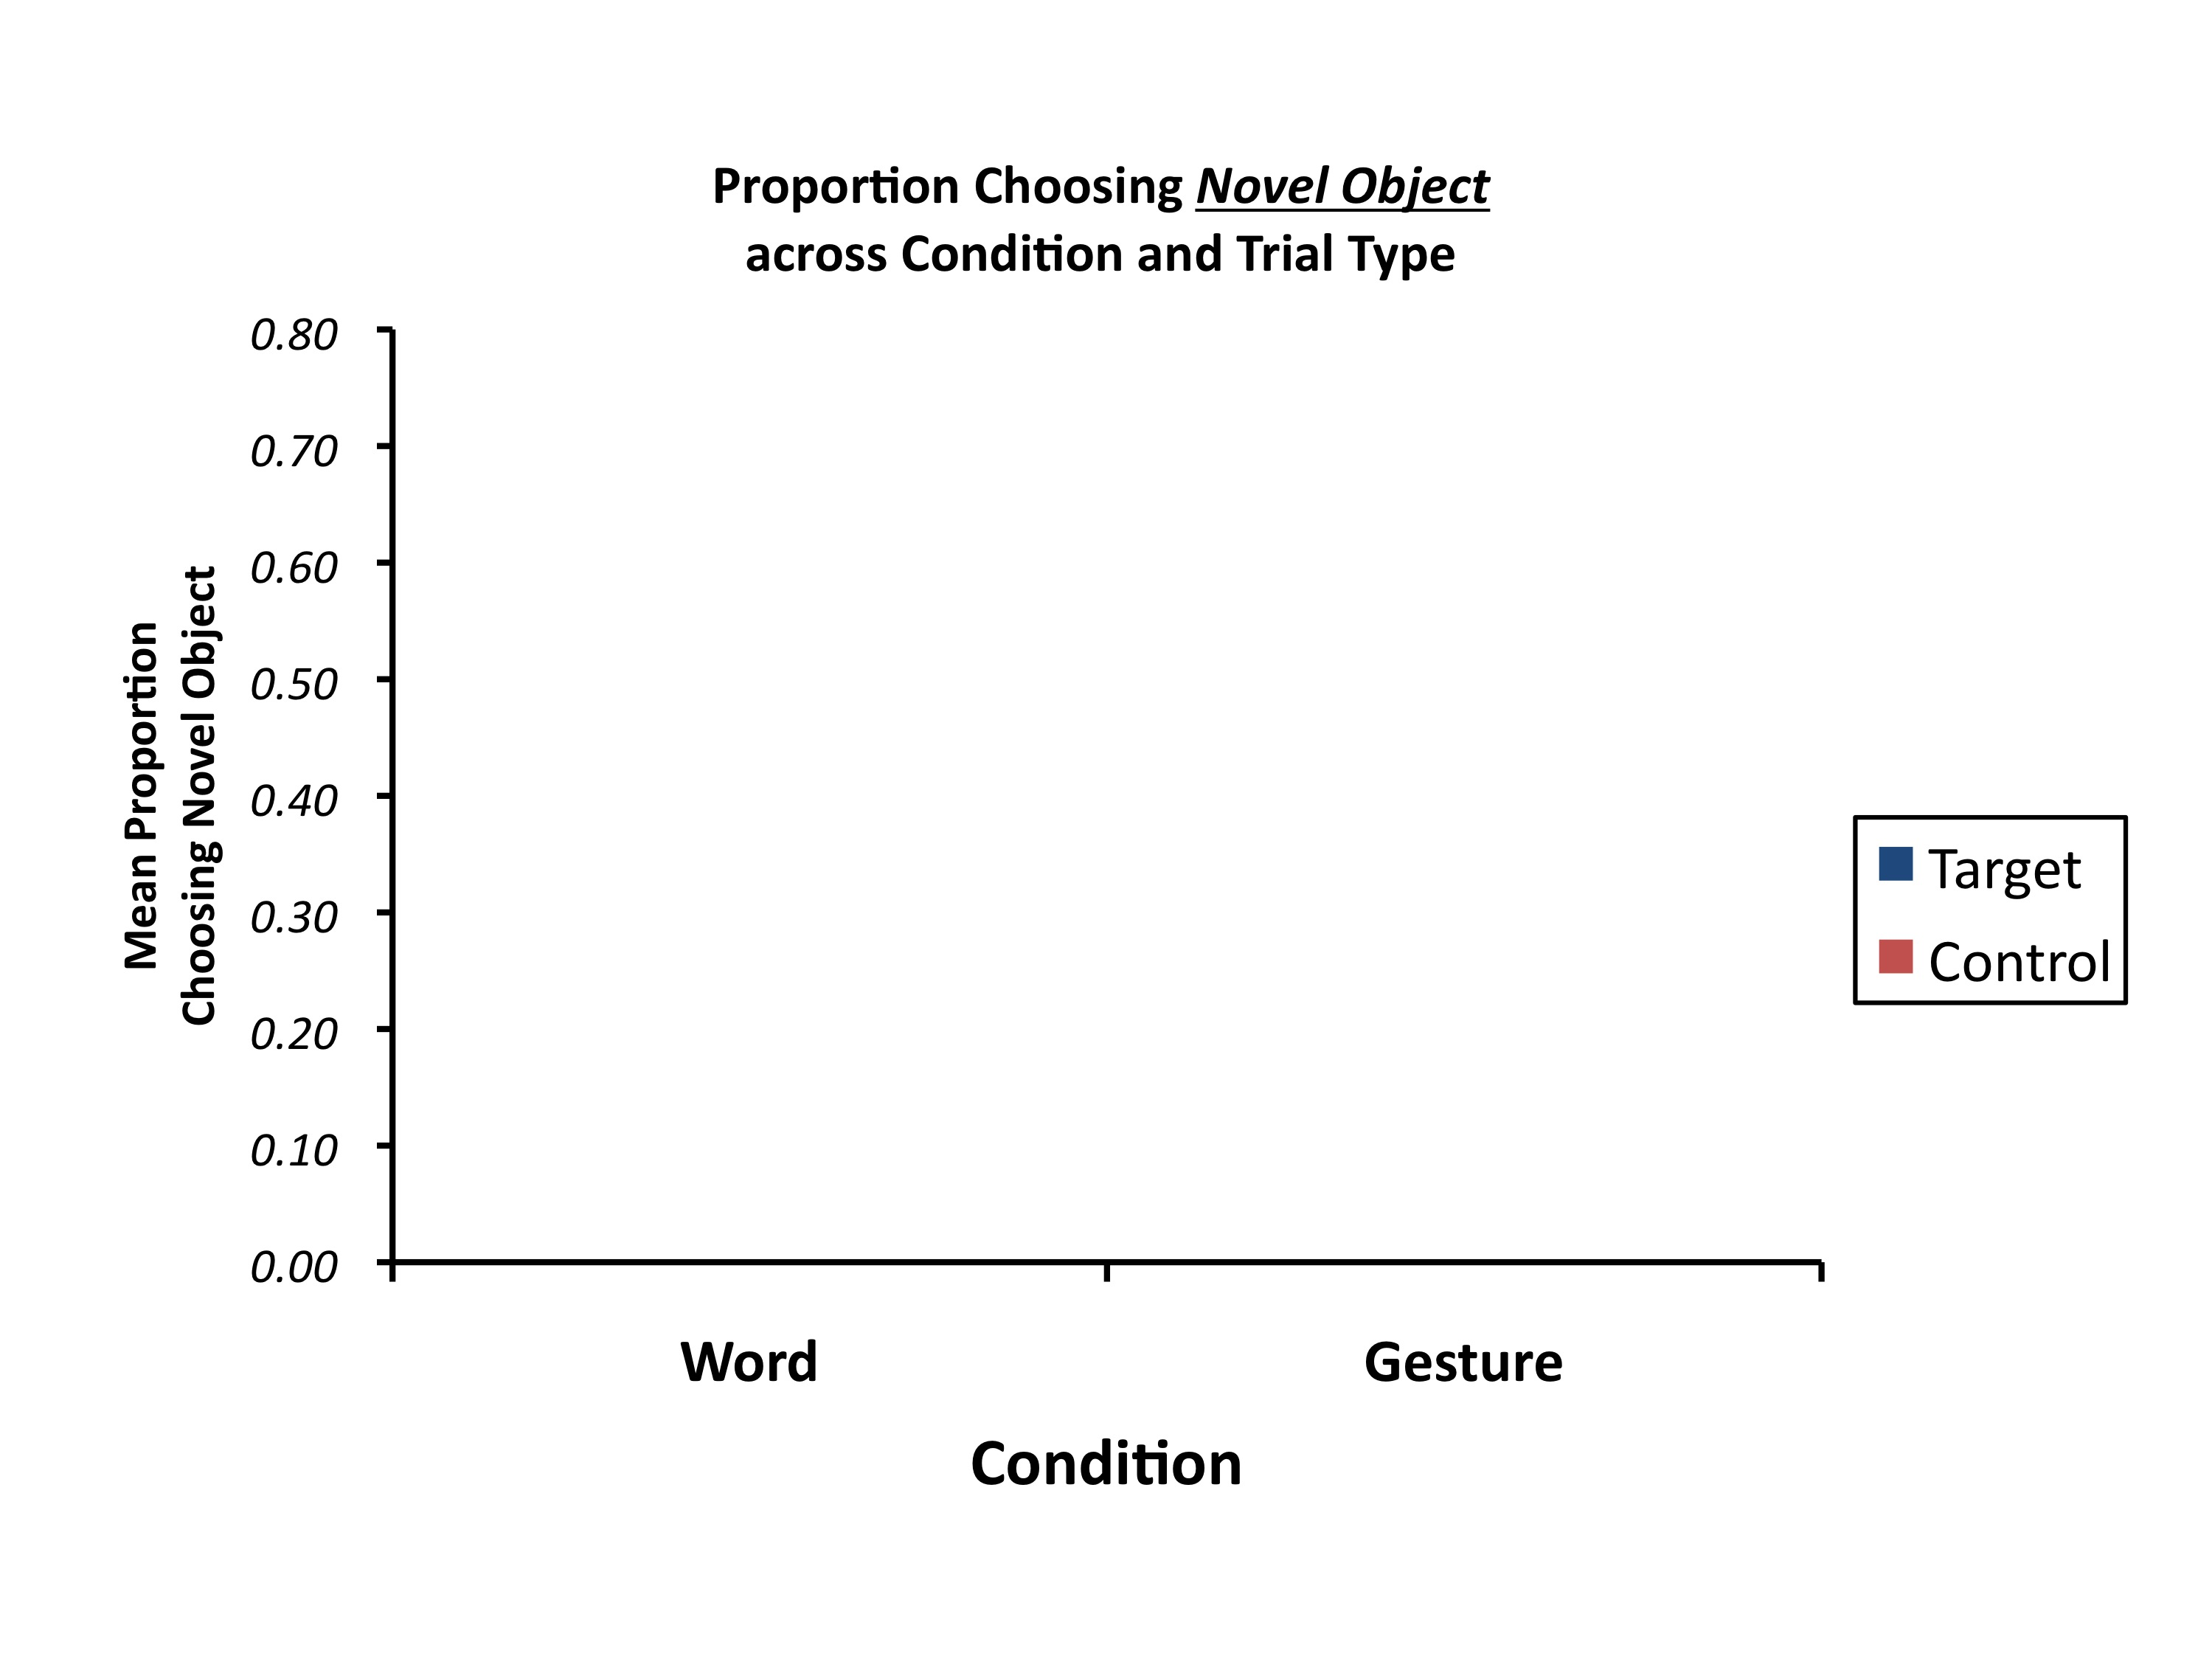 Proportion Choosing Novel Object
across Condition and Trial Type
Mean Proportion
Choosing Novel Object
0.80
0.70
0.60
0.50
0.40
0.30
0.20
0.10
0.00
Target
Control
Word
Gesture
Condition